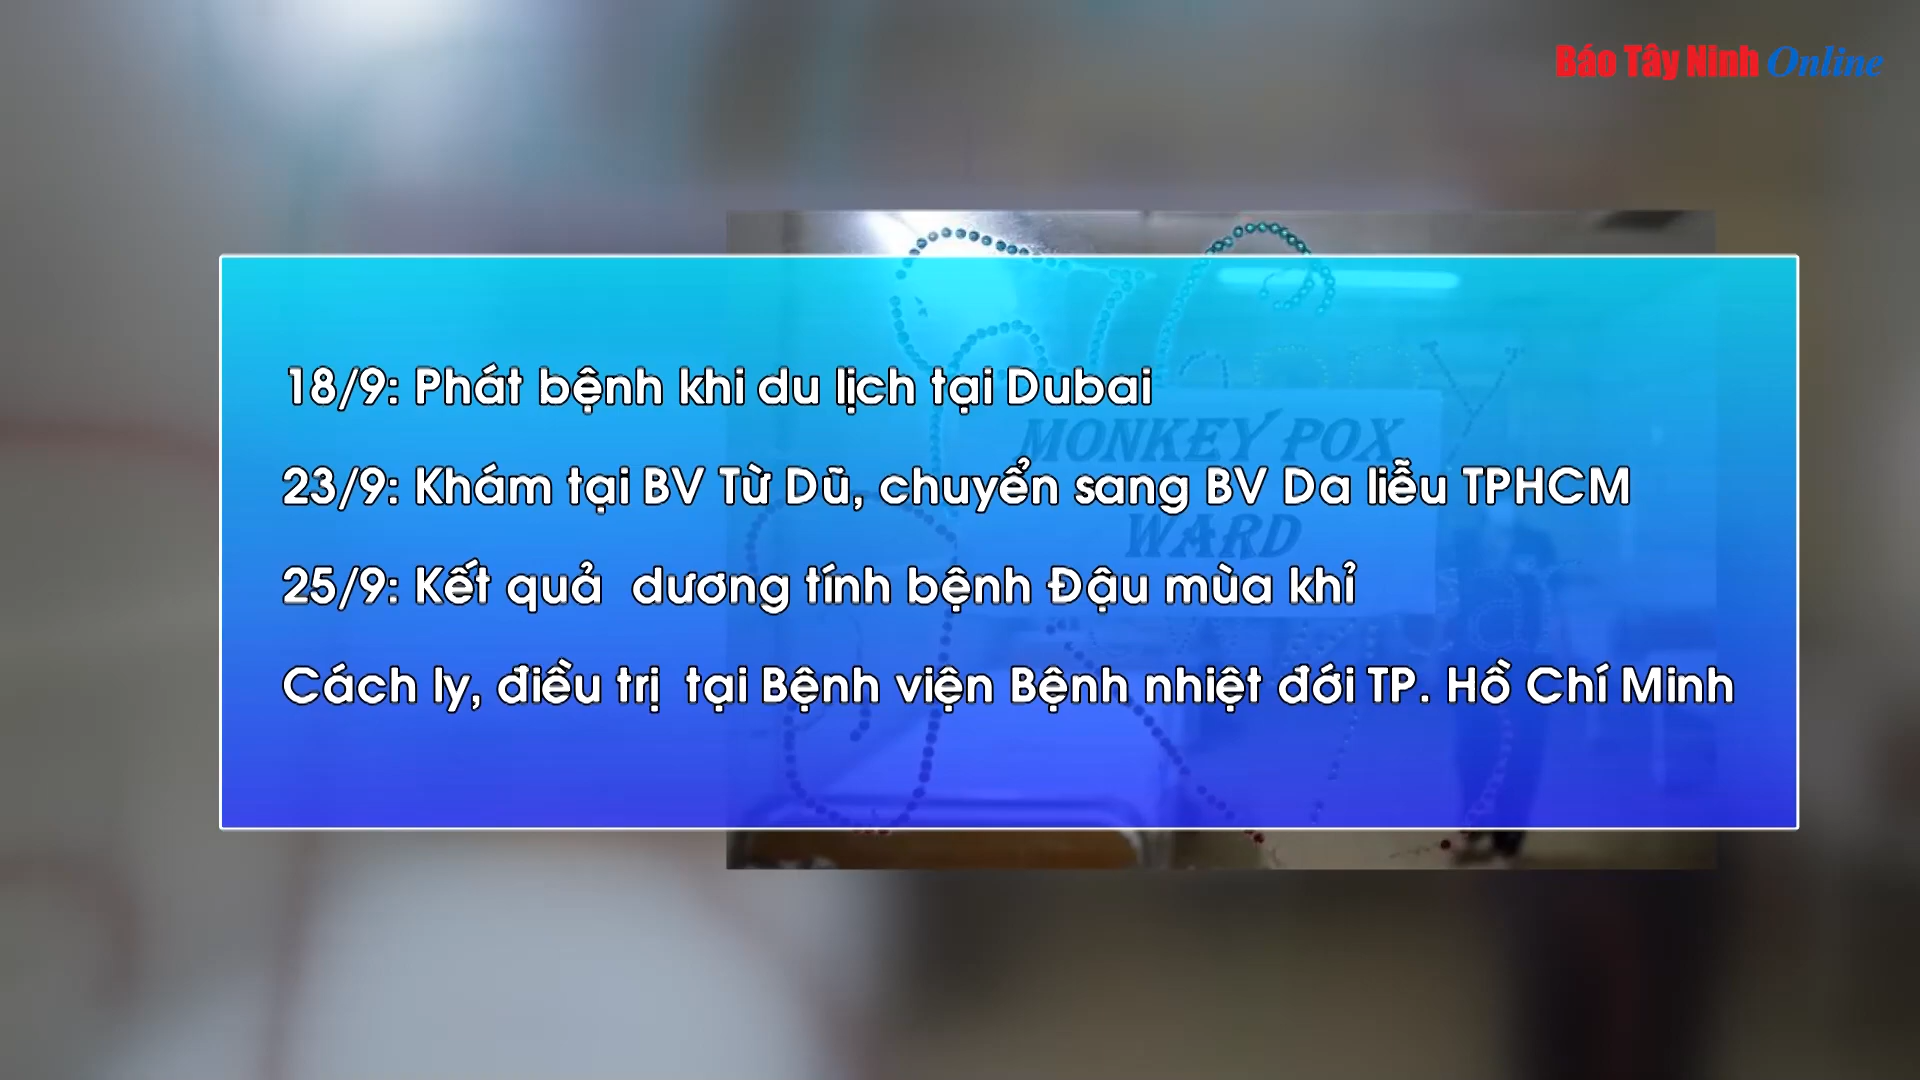 Báo Tây Ninh Online
18/9: Phát bệnh khi du lịch tại Dubai
MONKEY POX
23/9: Khám tại BV Từ Dũ, chuyển sang BV Da liễu TPHCM
WARD
25/9: Kết quả dương tính bệnh Đậu mùa khỉ
Cách ly, điều trị tại Bệnh viện Bệnh nhiệt đới TP. Hồ Chí Minh